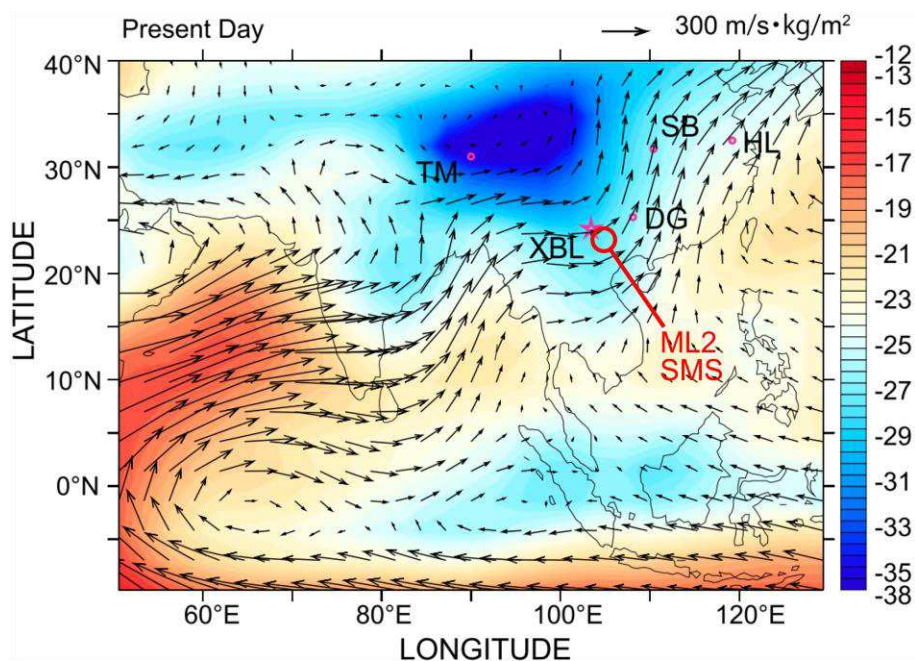 Present Day
300 m/s•kg/m²
40°N
30°N
20°N
10°N
0°N
LATITUDE
TM
SB
HL
DG
XBL
ML2
SMS
-12
-13
-15
-17
-19
-21
-23
-25
-27
-29
-31
-33
-35
-38
60°E
80°E
100°E
120°E
LONGITUDE